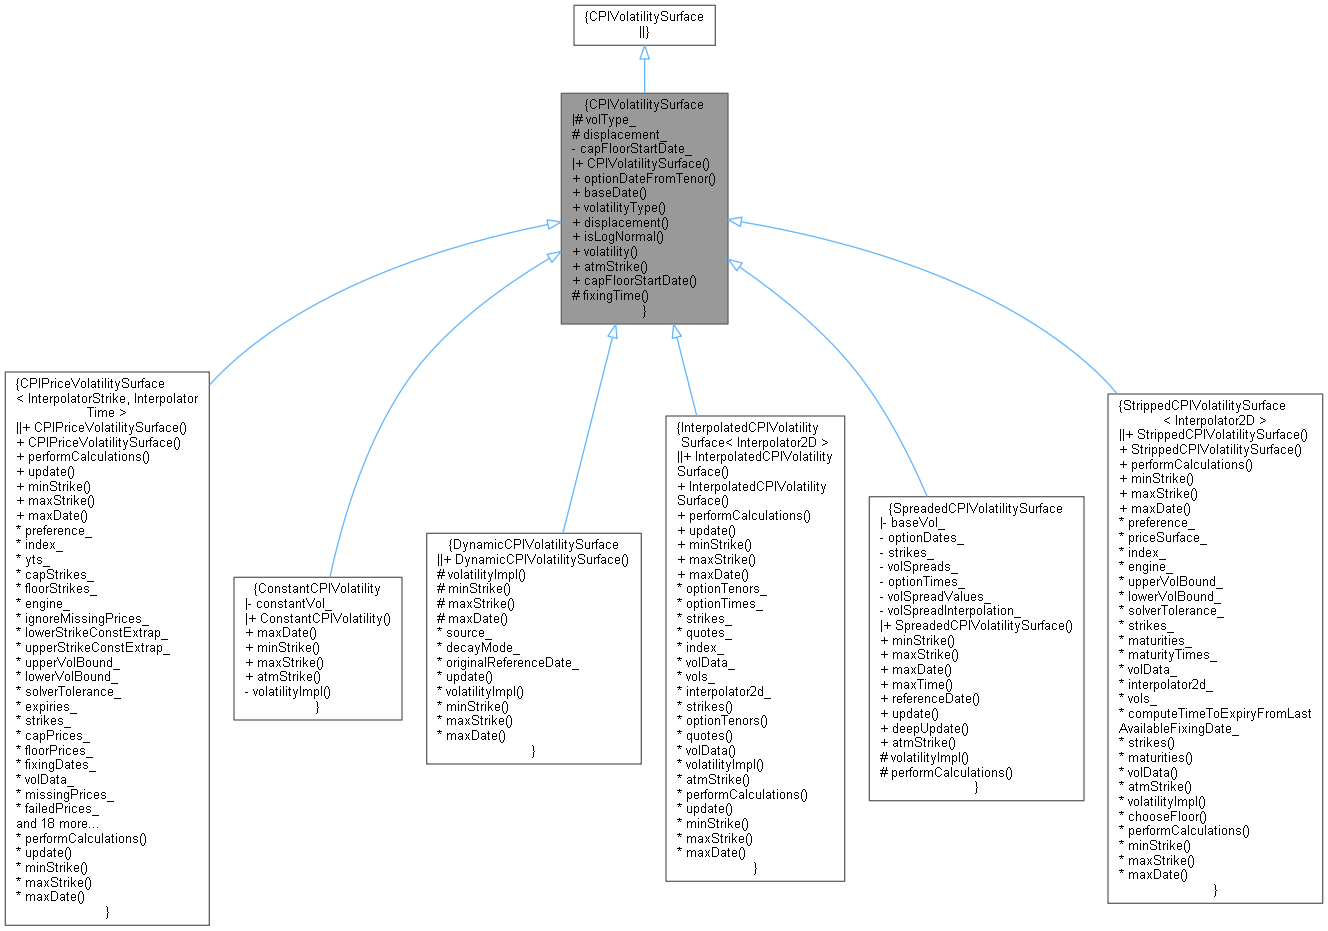 {CPIVolatilitySurface
||}
{CPIVolatilitySurface
|# volType_
# displacement_
- capFloorStartDate_
|+ CPIVolatilitySurface()
+ optionDateFromTenor()
+ baseDate()
+ volatilityType()
+ displacement()
+ isLogNormal()
+ volatility()
+ atmStrike()
+ capFloorStartDate()
# fixingTime()
}
{CPIPriceVolatilitySurface
< InterpolatorStrike, Interpolator
Time >
||+ CPIPriceVolatilitySurface()
+ CPIPriceVolatilitySurface()
+ performCalculations()
+ update()
+ minStrike()
+ maxStrike()
+ maxDate()
* preference_
* index_
* yts_
* capStrikes_
* floorStrikes_
* engine_
* ignoreMissingPrices_
* lowerStrikeConstExtrap_
* upperStrikeConstExtrap_
* upperVolBound_
* lowerVolBound_
* solverTolerance_
* expiries_
* strikes_
* capPrices_
* floorPrices_
* fixingDates_
* volData_
* missingPrices_
* failedPrices_
and 18 more...
* performCalculations()
* update()
* minStrike()
* maxStrike()
* maxDate()
}
{ConstantCPIVolatility
|- constantVol_
|+ ConstantCPIVolatility()
+ maxDate()
+ minStrike()
+ maxStrike()
+ atmStrike()
- volatilityImpl()
}
{DynamicCPIVolatilitySurface
||+ DynamicCPIVolatilitySurface()
# volatilityImpl()
# minStrike()
# maxStrike()
# maxDate()
* source_
* decayMode_
* originalReferenceDate_
* update()
* volatilityImpl()
* minStrike()
* maxStrike()
* maxDate()
}
{InterpolatedCPIVolatility
Surface< Interpolator2D >
||+ InterpolatedCPIVolatility
Surface()
+ InterpolatedCPIVolatility
Surface()
+ performCalculations()
+ update()
+ minStrike()
+ maxStrike()
+ maxDate()
* optionTenors_
* optionTimes_
* strikes_
* quotes_
* index_
* volData_
* vols_
* interpolator2d_
* strikes()
* optionTenors()
* quotes()
* volData()
* volatilityImpl()
* atmStrike()
* performCalculations()
* update()
* minStrike()
* maxStrike()
* maxDate()
}
{SpreadedCPIVolatilitySurface
|- baseVol_
- optionDates_
- strikes_
- volSpreads_
- optionTimes_
- volSpreadValues_
- volSpreadInterpolation_
|+ SpreadedCPIVolatilitySurface()
+ minStrike()
+ maxStrike()
+ maxDate()
+ maxTime()
+ referenceDate()
+ update()
+ deepUpdate()
+ atmStrike()
# volatilityImpl()
# performCalculations()
}
{StrippedCPIVolatilitySurface
< Interpolator2D >
||+ StrippedCPIVolatilitySurface()
+ StrippedCPIVolatilitySurface()
+ performCalculations()
+ minStrike()
+ maxStrike()
+ maxDate()
* preference_
* priceSurface_
* index_
* engine_
* upperVolBound_
* lowerVolBound_
* solverTolerance_
* strikes_
* maturities_
* maturityTimes_
* volData_
* interpolator2d_
* vols_
* computeTimeToExpiryFromLast
AvailableFixingDate_
* strikes()
* maturities()
* volData()
* atmStrike()
* volatilityImpl()
* chooseFloor()
* performCalculations()
* minStrike()
* maxStrike()
* maxDate()
}